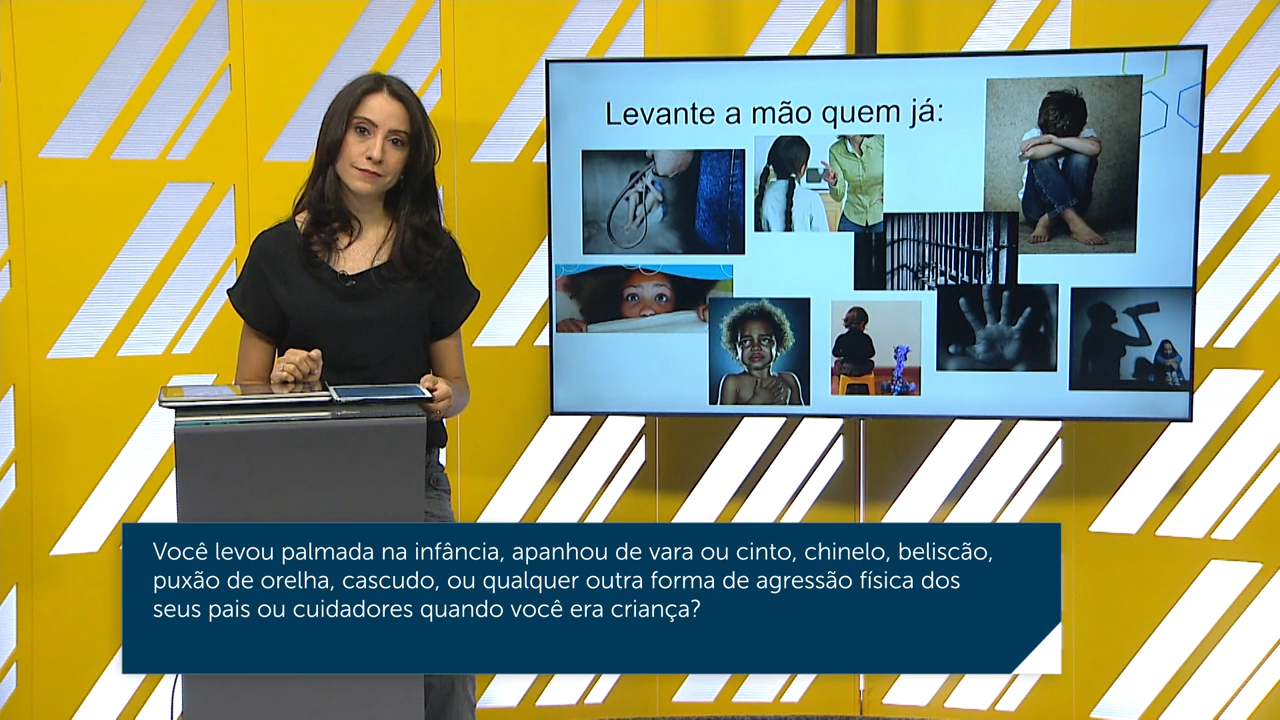 Levante a mão quem já:
Você levou palmada na infância, apanhou de vara ou cinto, chinelo, beliscão,
puxão de orelha, cascudo, ou qualquer outra forma de agressão física dos
seus pais ou cuidadores quando você era criança?